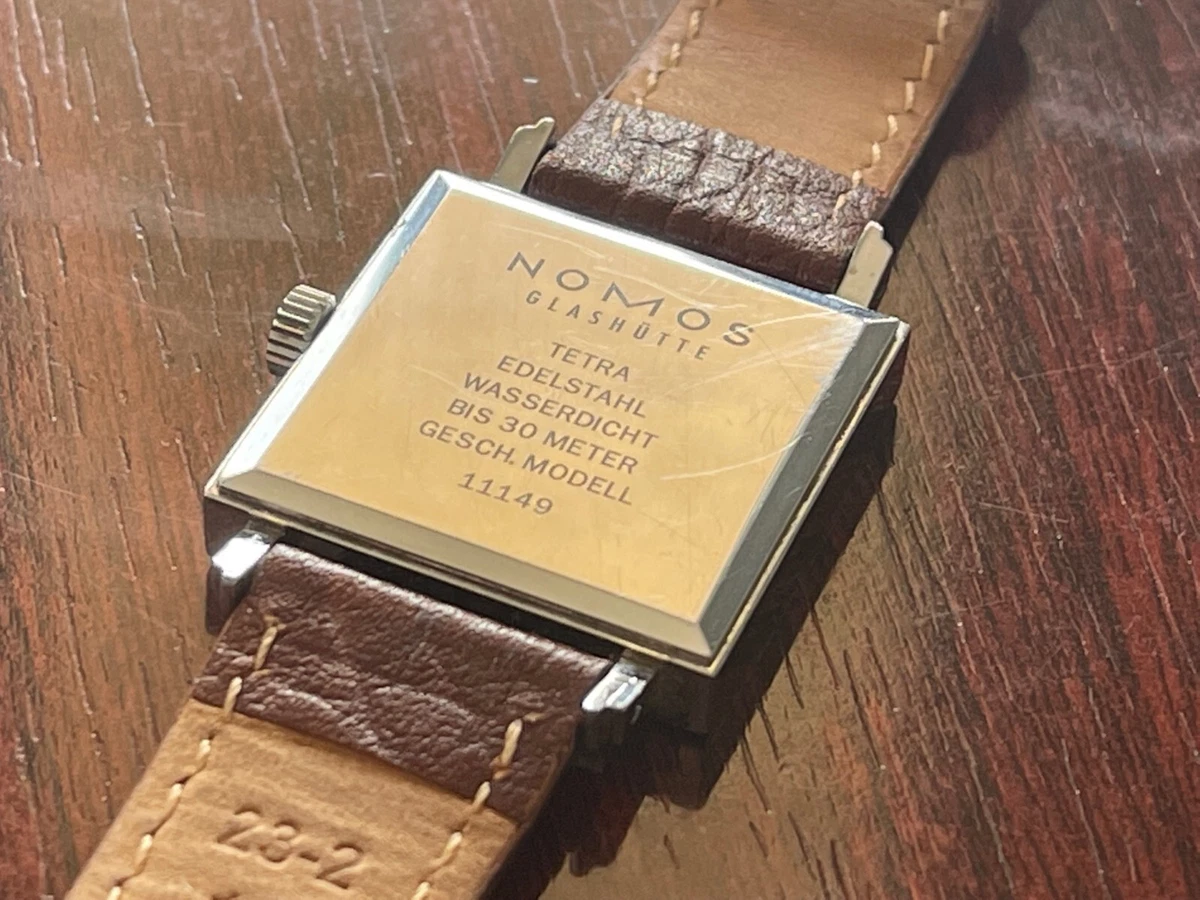 NOMOS
GLASHÜTTE
TETRA
EDELSTAHL
WASSERDICHT
BIS 30 METER
GESCH. MODELL
11149
23-2